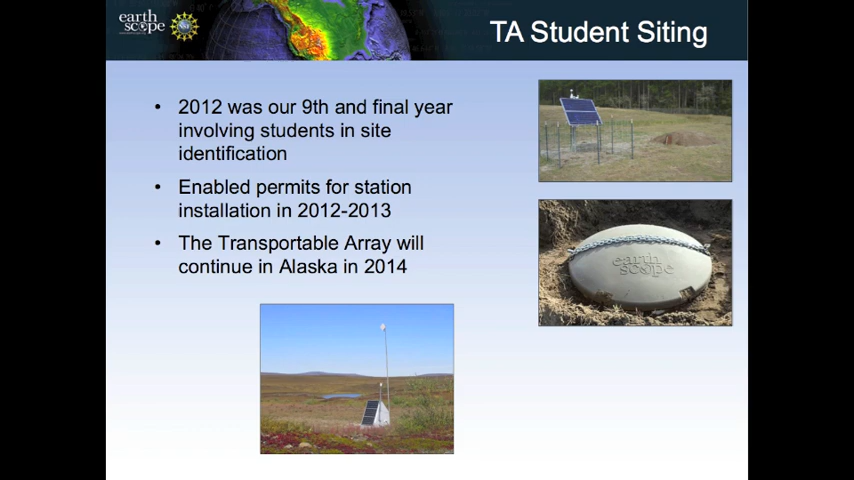 earth
scope
TA Student Siting
• 2012 was our 9th and final year
involving students in site
identification
• Enabled permits for station
installation in 2012-2013
• The Transportable Array will
continue in Alaska in 2014
earth
scope